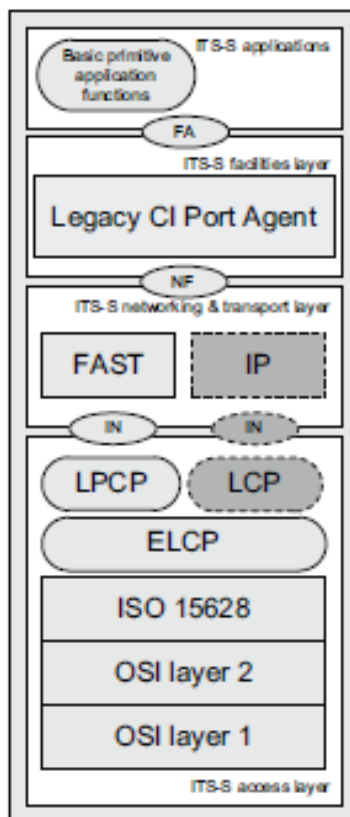 ITS-S applications
Basic primitive
application
functions
FA
ITS-S facilities layer
Legacy CI Port Agent
NF
ITS-S networking & transport layer
FAST
IP
IN
IN
LPCP
LCP
ELCP
ISO 15628
OSI layer 2
OSI layer 1
ITS-S access layer